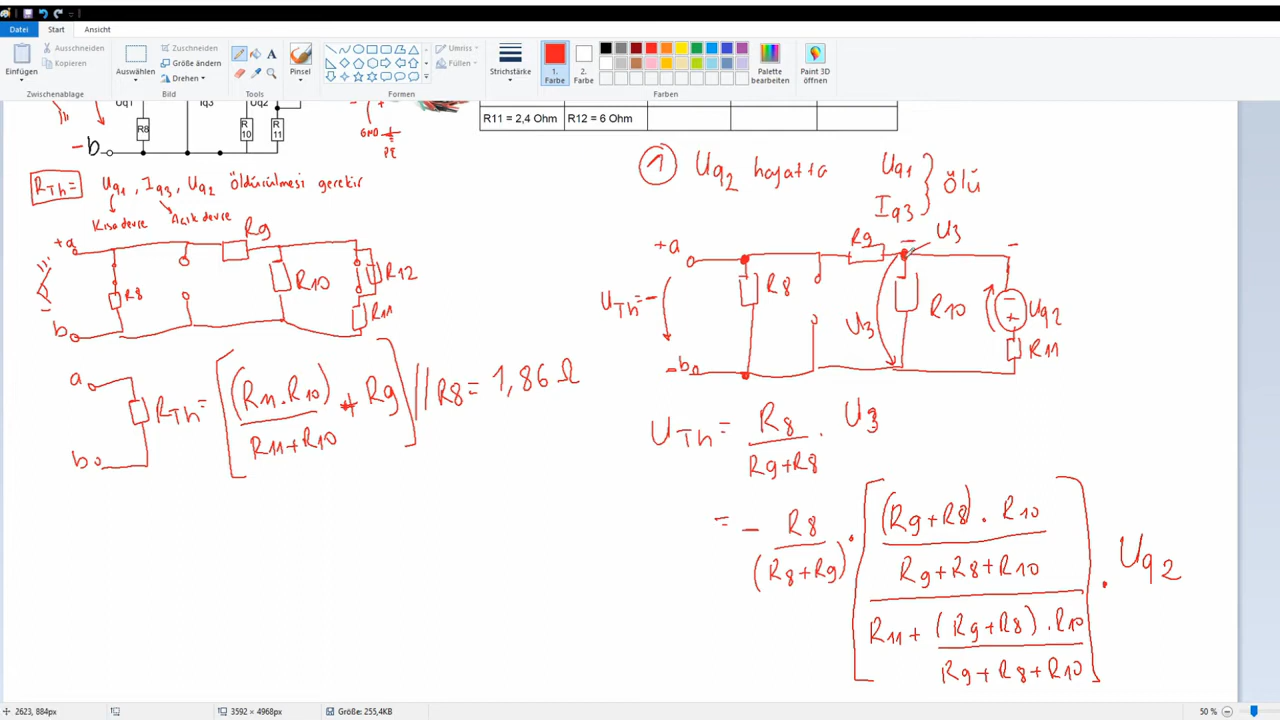 Datei Start Ansicht
Einfügen
Ausschneiden
Kopieren
Zwischenablage
Auswählen
Zuschneiden
Größe ändern
Drehen
Bild
A
Tools
Pinsel
Umriss
Füllen
Formen
Strichstärke
1. Farbe
2. Farbe
Palette bearbeiten
Paint 3D öffnen
Farben
Uq1 Iq3 Uq2
R8 R 10 R 11
-b
- +
GND
PE
R11 = 2,4 Ohm R12 = 6 Ohm
RTh= Uq1, Iq3, Uq2 öldürülmesi gerekir
Kısa devre Açık devre
+a R9
R8 R10 R12
R11
b
a
b
RTh= [(R11.R10)/(R11+R10) + R9] // R8 = 1,86 Ω
1 Uq2 hayatta Uq1 Iq3 } ölü
+a R9 U3
UTh=- R8 U3 R10 - + Uq2
R11
-b
UTh= R8/(R9+R8) . U3
= - R8/(R8+R9) . [((R9+R8) . R10)/(R9+R8+R10) / (R11+ ((R9+R8) . R10)/(R9+R8+R10))] . Uq2
2623, 884px 3592 × 4968px Größe: 255,4KB 50 %